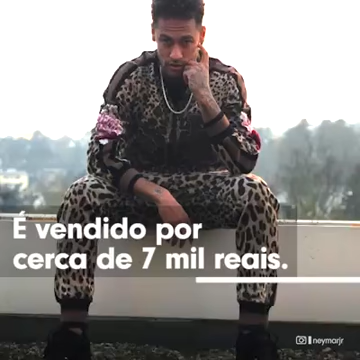 É vendido por
cerca de 7 mil reais.
neymarjr